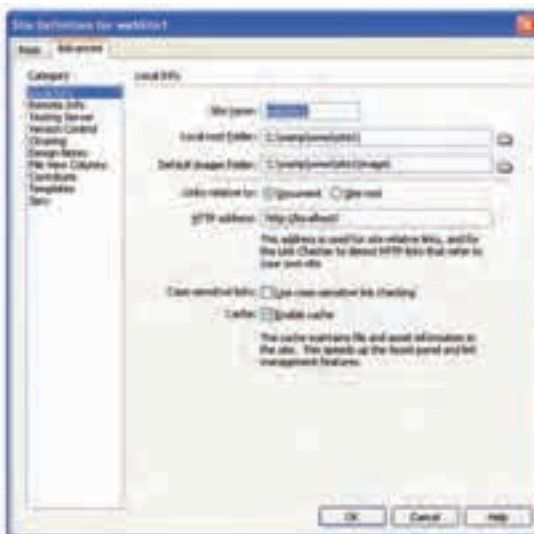 Site Definition for website1
Basic
Advanced
Category
Local Info
Remote Info
Testing Server
Version Control
Cloaking
Design Notes
File View Columns
Contribute
Templates
Spry
Local Info
Site name:
Local root folder:
Default images folder:
Links relative to: Document Site root
HTTP address: http://localhost/
This address is used for site relative links, and for
the Link Checker to detect HTTP links that refer to
your own site.
Case-sensitive links: Use case-sensitive link checking
Cache: Enable cache
The cache maintains file and asset information in
the site. This speeds up the Asset panel and link
management features.
OK
Cancel
Help